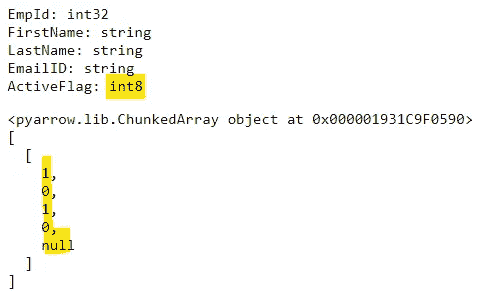 EmpId: int32
FirstName: string
LastName: string
EmailID: string
ActiveFlag: int8
<pyarrow.lib.ChunkedArray object at 0x000001931C9F0590>
[
[
1,
0,
1,
0,
null
]
]